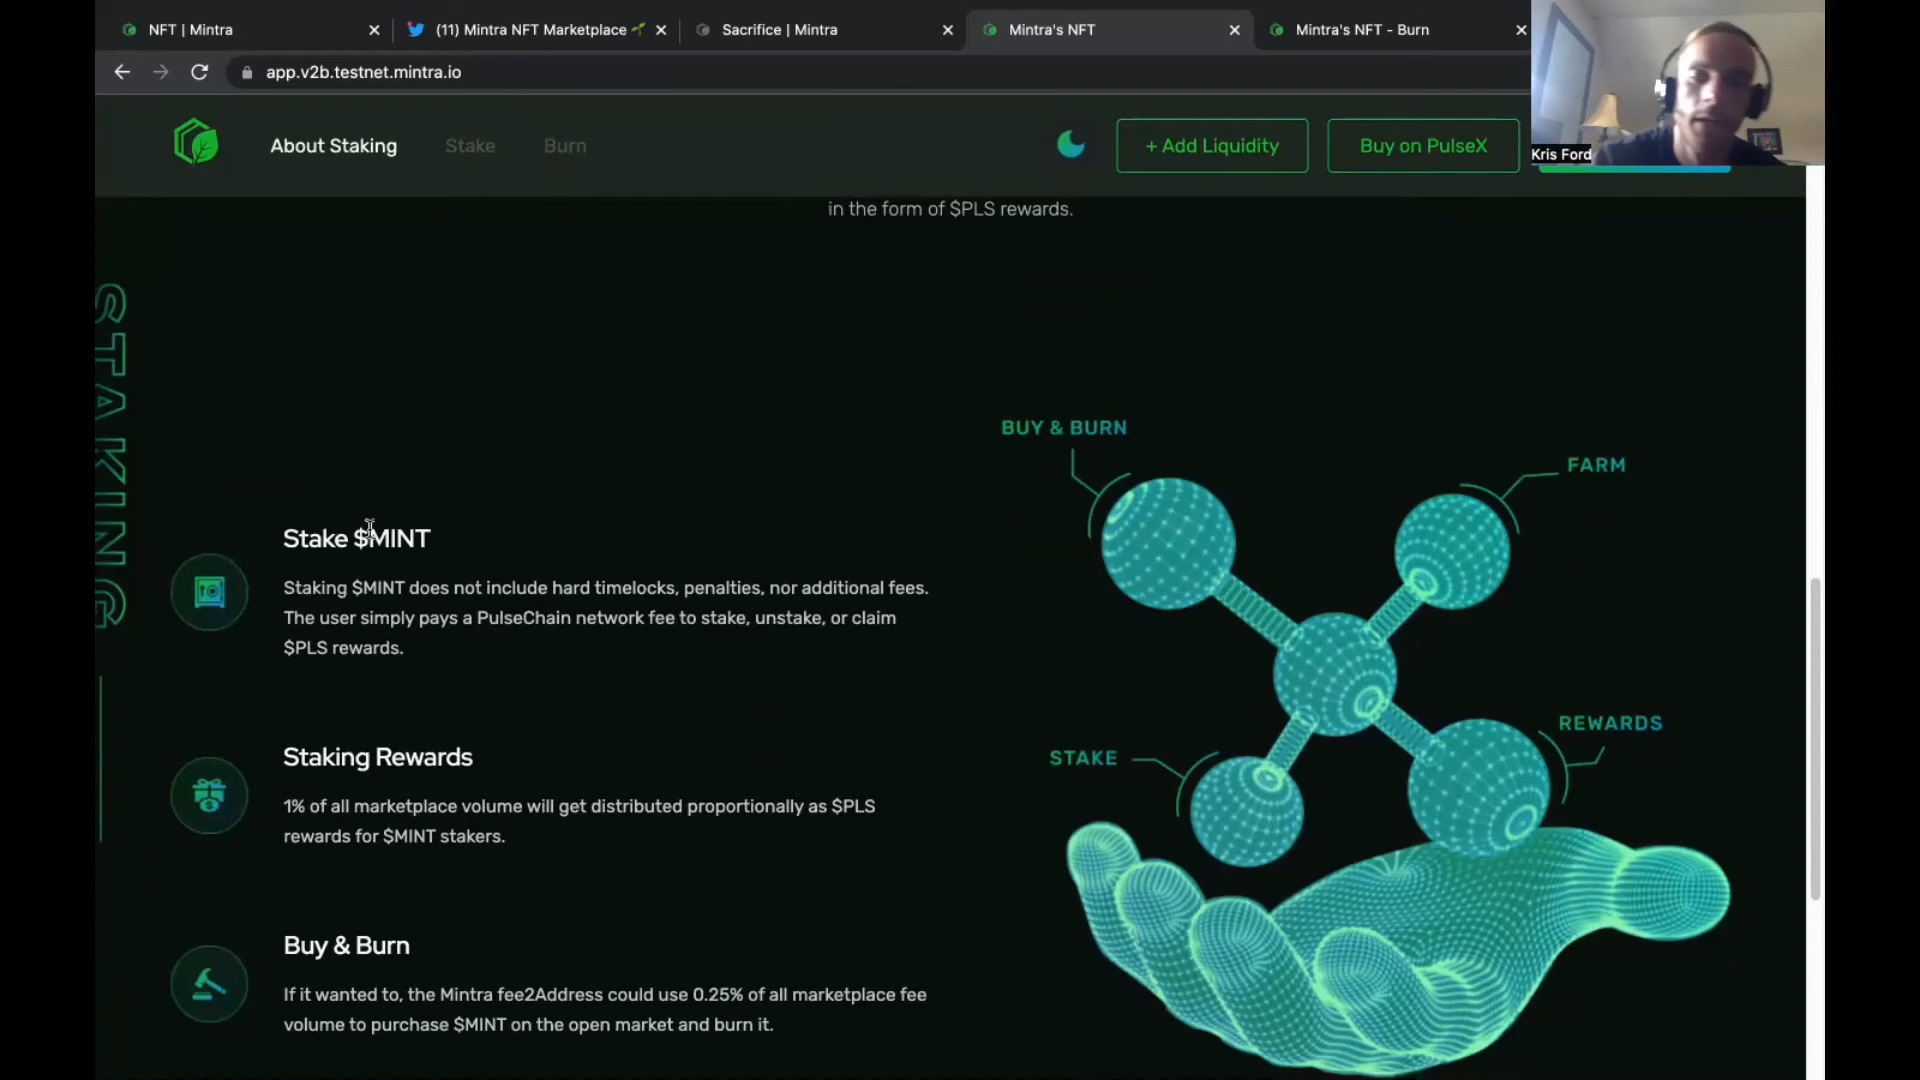 NFT | Mintra
(11) Mintra NFT Marketplace
Sacrifice | Mintra
Mintra's NFT
Mintra's NFT - Burn
app.v2b.testnet.mintra.io
Kris Ford
About Staking
Stake
Burn
+ Add Liquidity
Buy on PulseX
in the form of $PLS rewards.
STAKING
BUY & BURN
FARM
REWARDS
STAKE
Stake $MINT
Staking $MINT does not include hard timelocks, penalties, nor additional fees.
The user simply pays a PulseChain network fee to stake, unstake, or claim
$PLS rewards.
Staking Rewards
1% of all marketplace volume will get distributed proportionally as $PLS
rewards for $MINT stakers.
Buy & Burn
If it wanted to, the Mintra fee2Address could use 0.25% of all marketplace fee
volume to purchase $MINT on the open market and burn it.